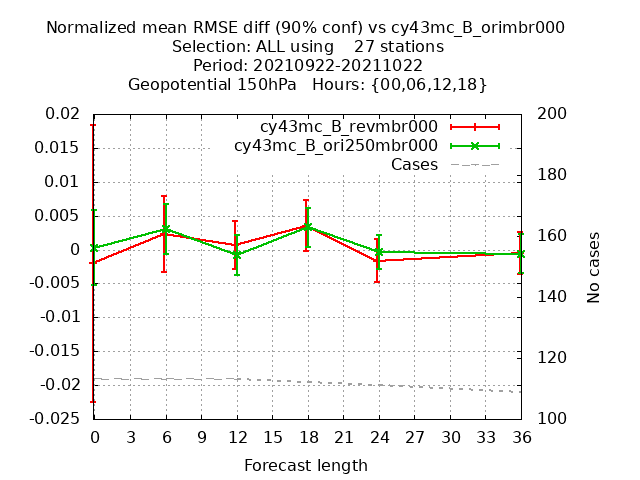 Normalized mean RMSE diff (90% conf) vs cy43mc_B_orimbr000
Selection: ALL using    27 stations
Period: 20210922-20211022
Geopotential 150hPa   Hours: {00,06,12,18}
cy43mc_B_revmbr000
cy43mc_B_ori250mbr000
Cases
0.02
0.015
0.01
0.005
0
-0.005
-0.01
-0.015
-0.02
-0.025
200
180
160
140
120
100
No cases
0 3 6 9 12 15 18 21 24 27 30 33 36
Forecast length